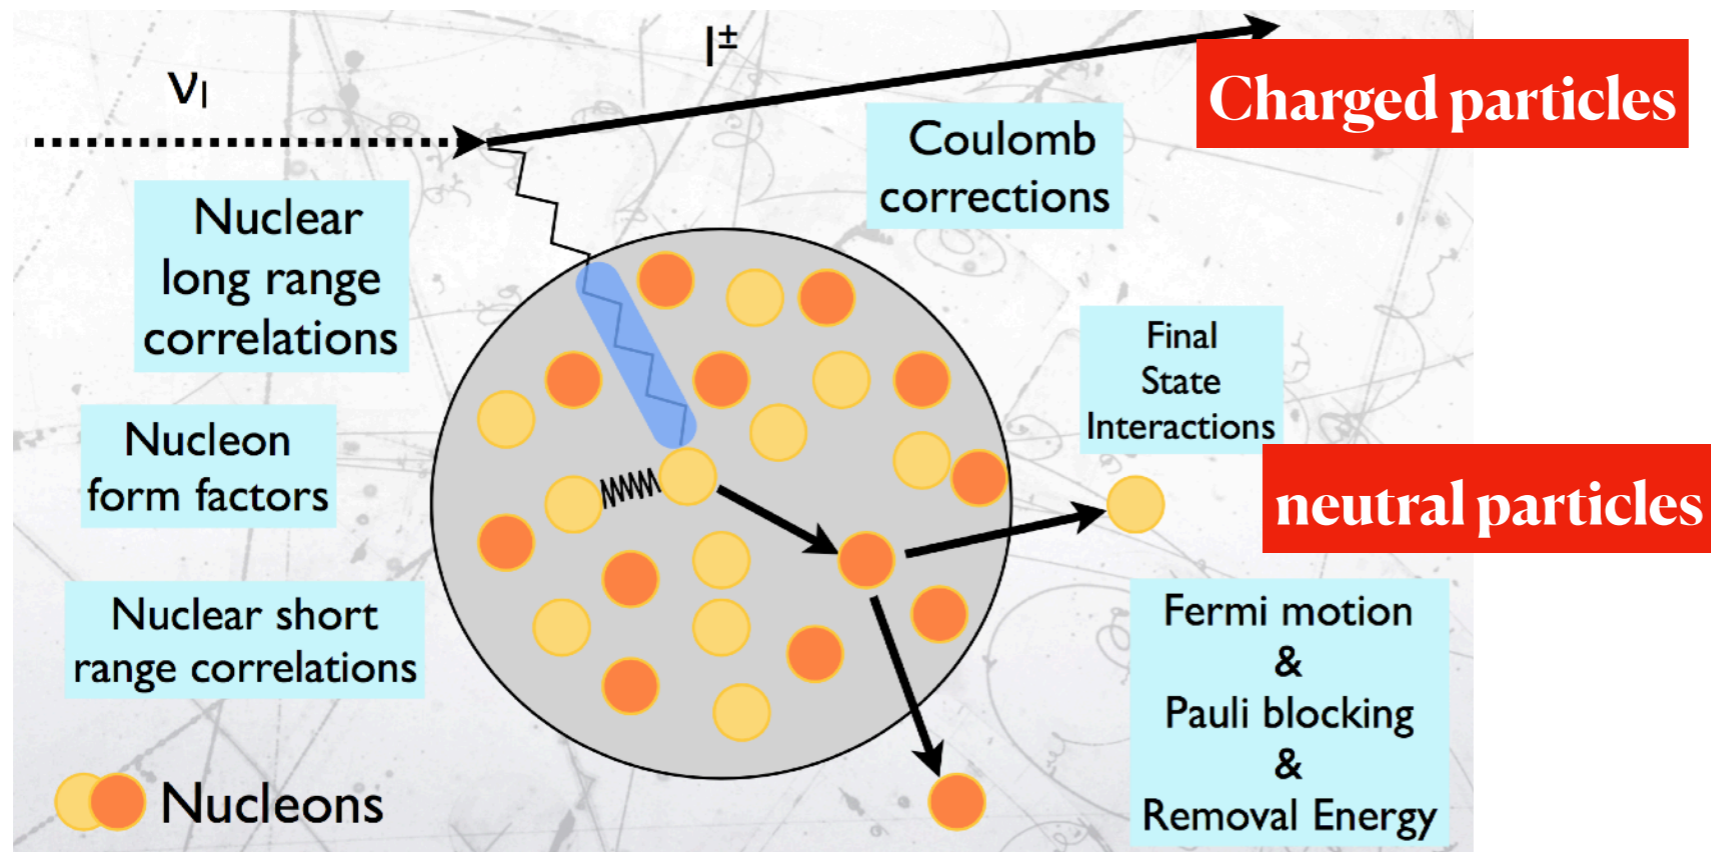 νl
l±
Charged particles
Coulomb
corrections
Nuclear
long range
correlations
Final
State
Interactions
Nucleon
form factors
neutral particles
Nuclear short
range correlations
Fermi motion
&
Pauli blocking
&
Removal Energy
Nucleons